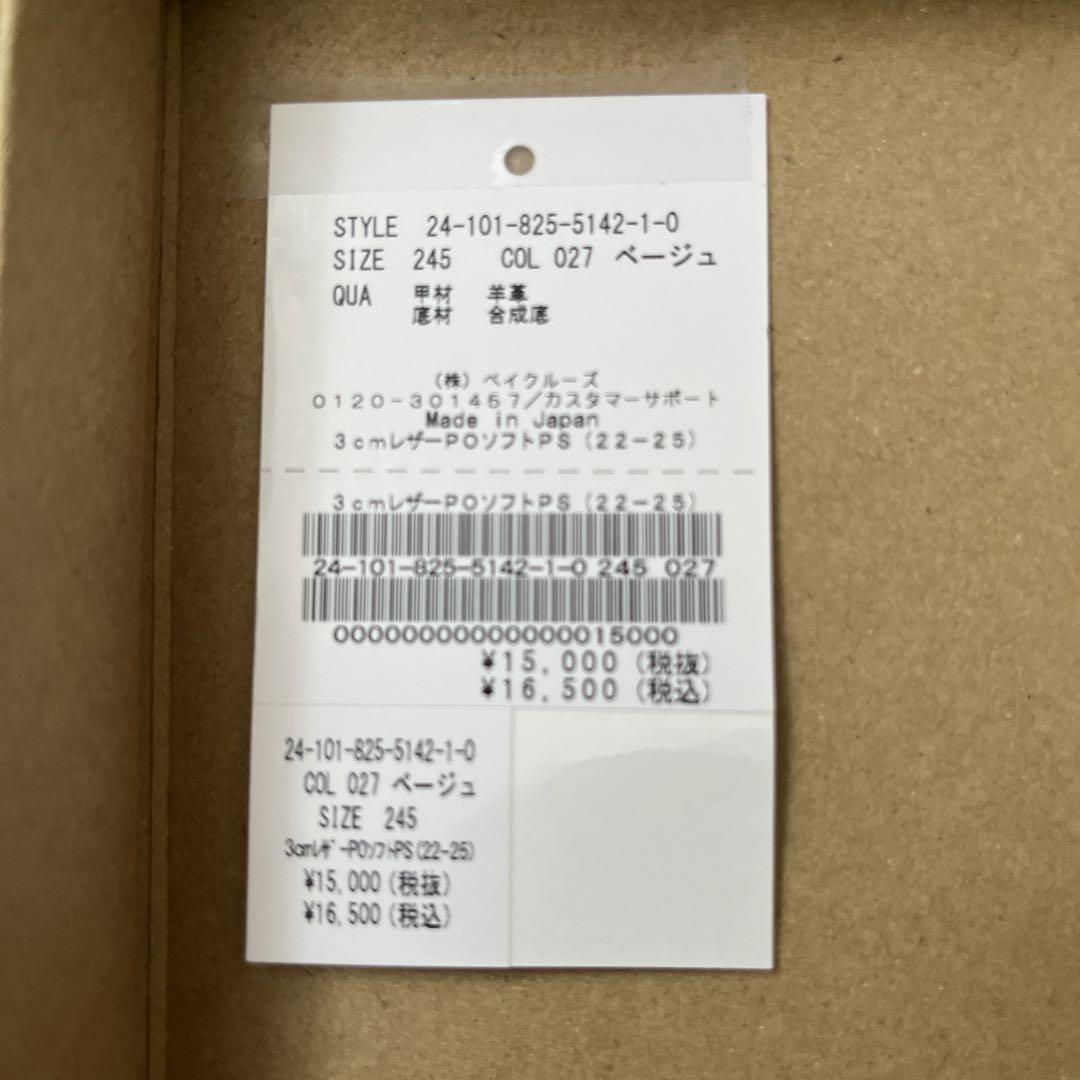 STYLE 24-101-825-5142-1-0
SIZE 245 COL 027 ベージュ
QUA 甲材 羊革
底材 合成底
(株)ベイクルーズ
0120-301457/カスタマーサポート
Made in Japan
3cmレザーPOソフトPS(22-25)
3cmレザーPOソフトPS(22-25)
24-101-825-5142-1-0 245 027
00000000000000015000
¥15,000(税抜)
¥16,500(税込)
24-101-825-5142-1-0
COL 027 ベージュ
SIZE 245
3cmレザーPOソフトPS(22-25)
¥15,000(税抜)
¥16,500(税込)